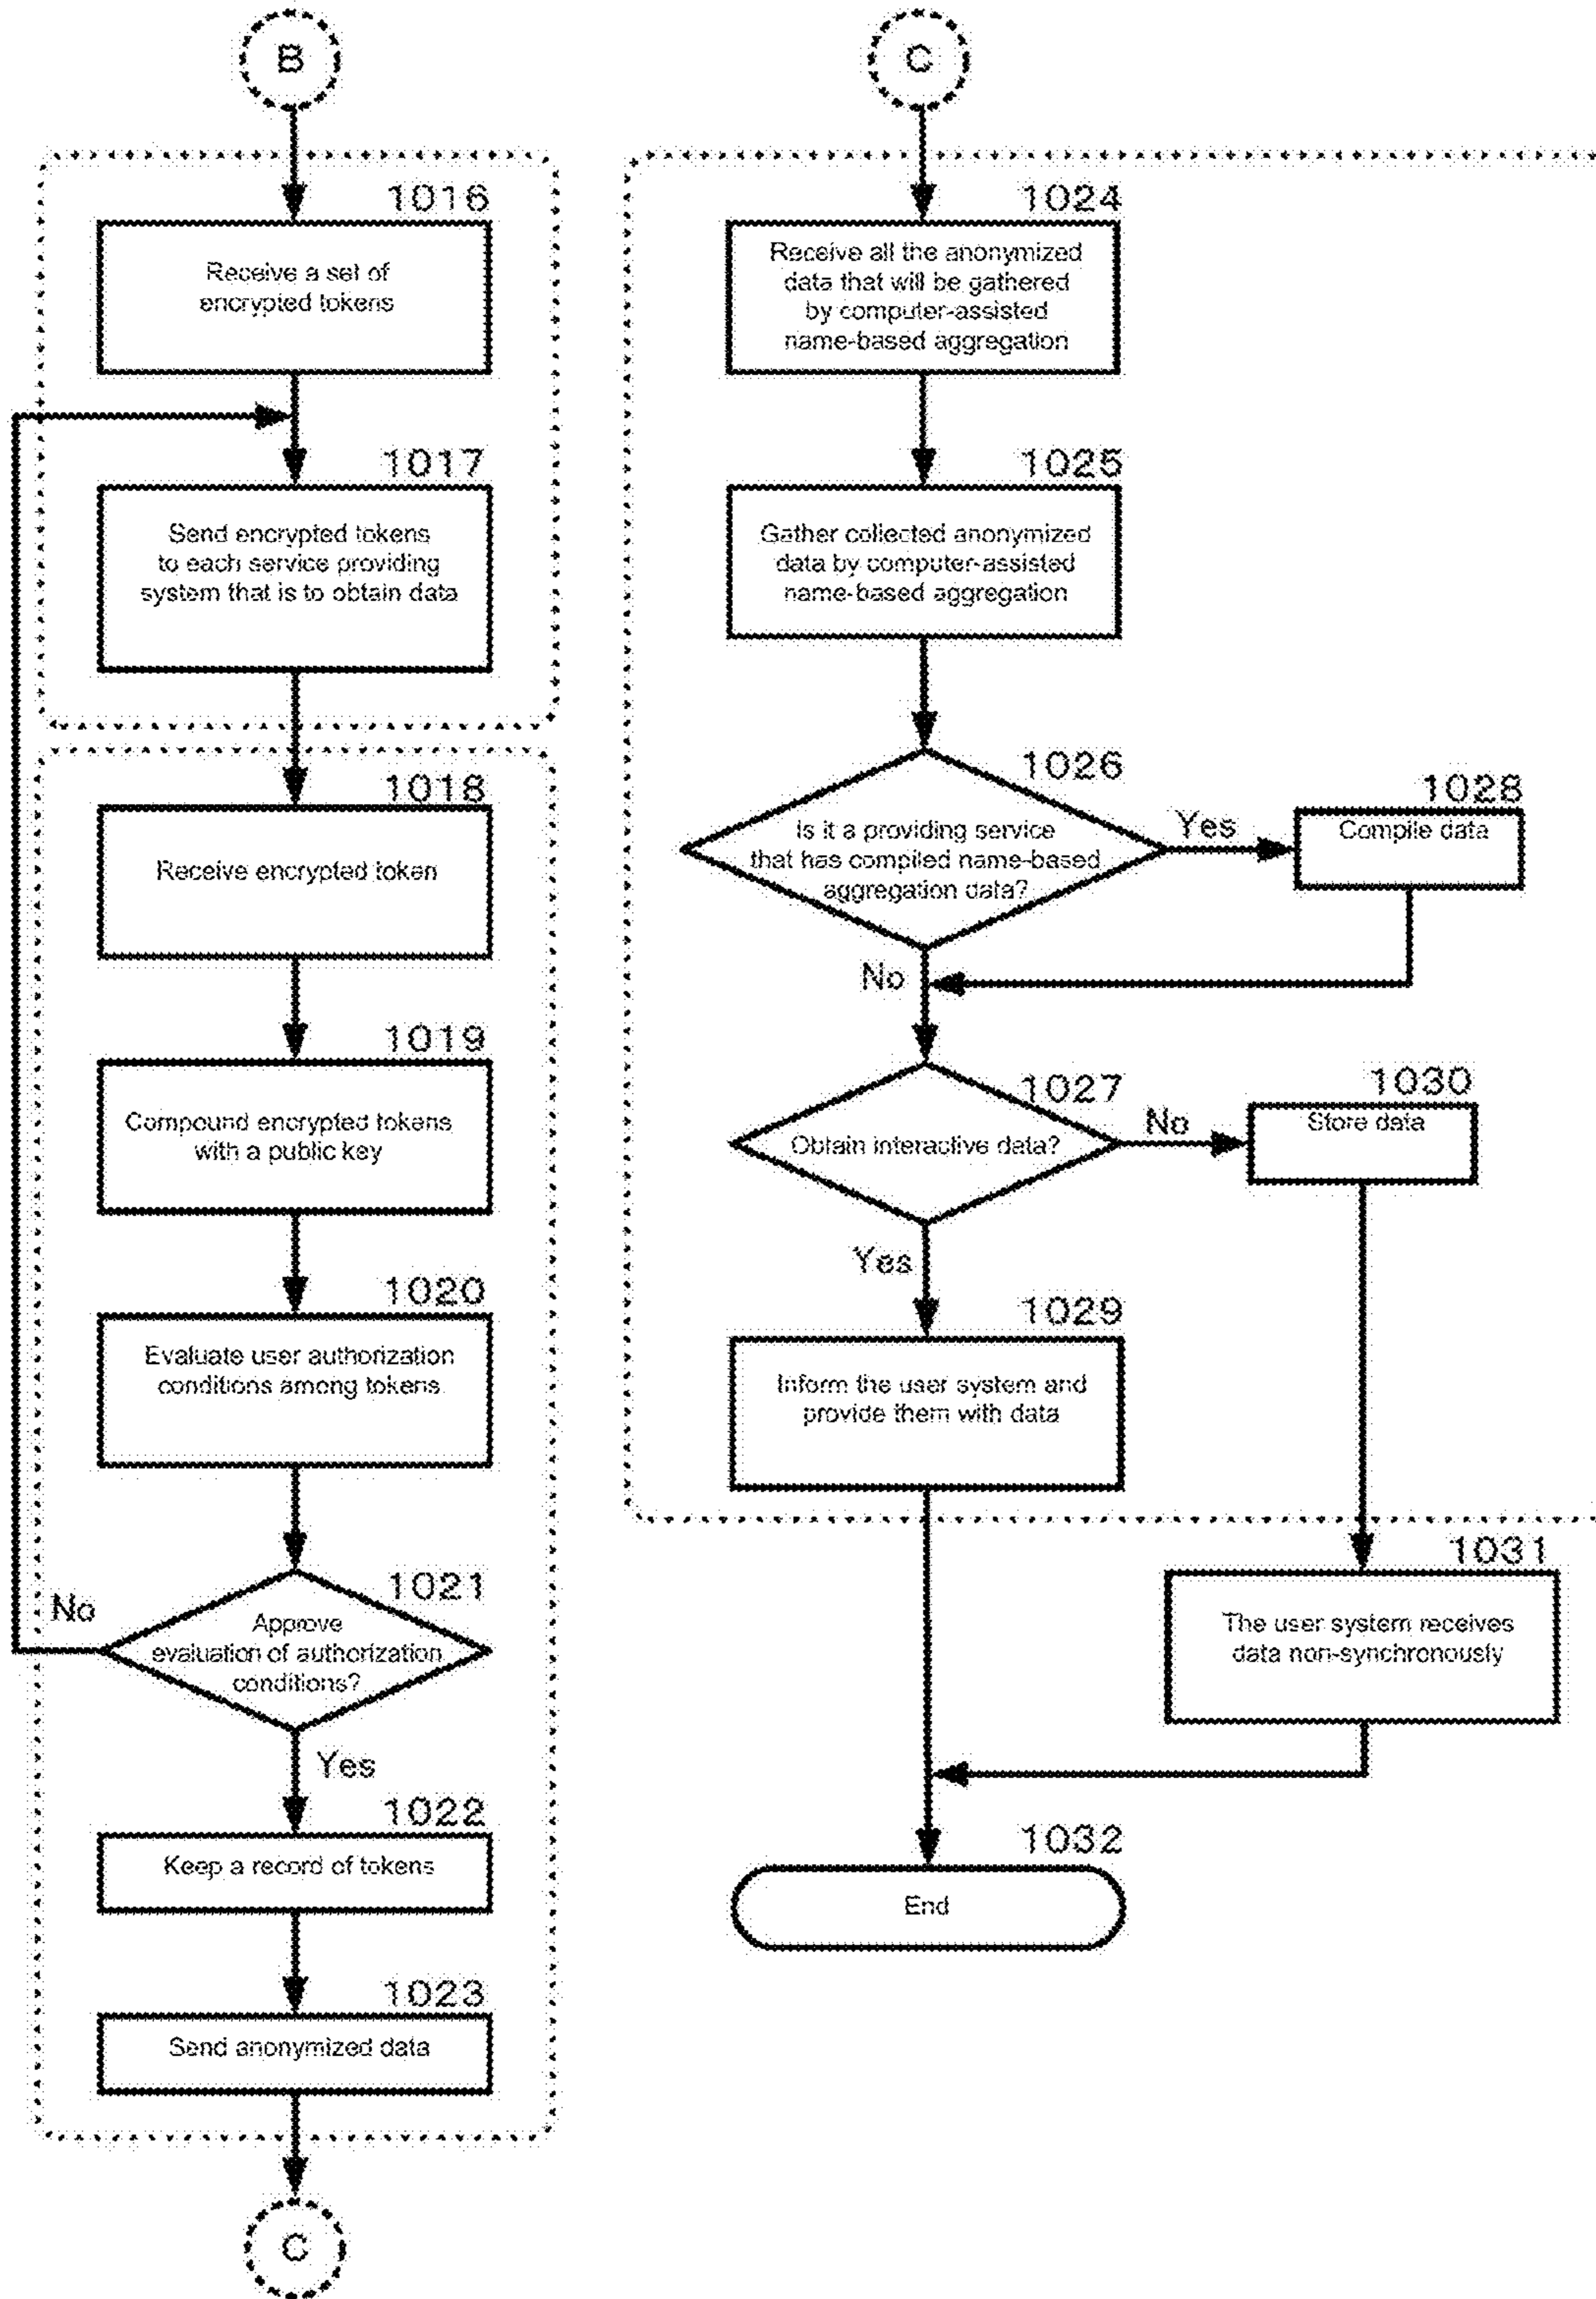 B
1016
Receive a set of
encrypted tokens
1017
Send encrypted tokens
to each service providing
system that is to obtain data
1018
Receive encrypted token
1019
Compound encrypted tokens
with a public key
1020
Evaluate user authorization
conditions among tokens
1021
Approve
evaluation of authorization
conditions?
No
Yes
1022
Keep a record of tokens
1023
Send anonymized data
C
C
1024
Receive all the anonymized
data that will be gathered
by computer-assisted
name-based aggregation
1025
Gather collected anonymized
data by computer-assisted
name-based aggregation
1026
Is it a providing service
that has compiled name-based
aggregation data?
Yes
1028
Compile data
No
1027
Obtain interactive data?
No
1030
Store data
Yes
1029
Inform the user system and
provide them with data
1031
The user system receives
data non-synchronously
1032
End